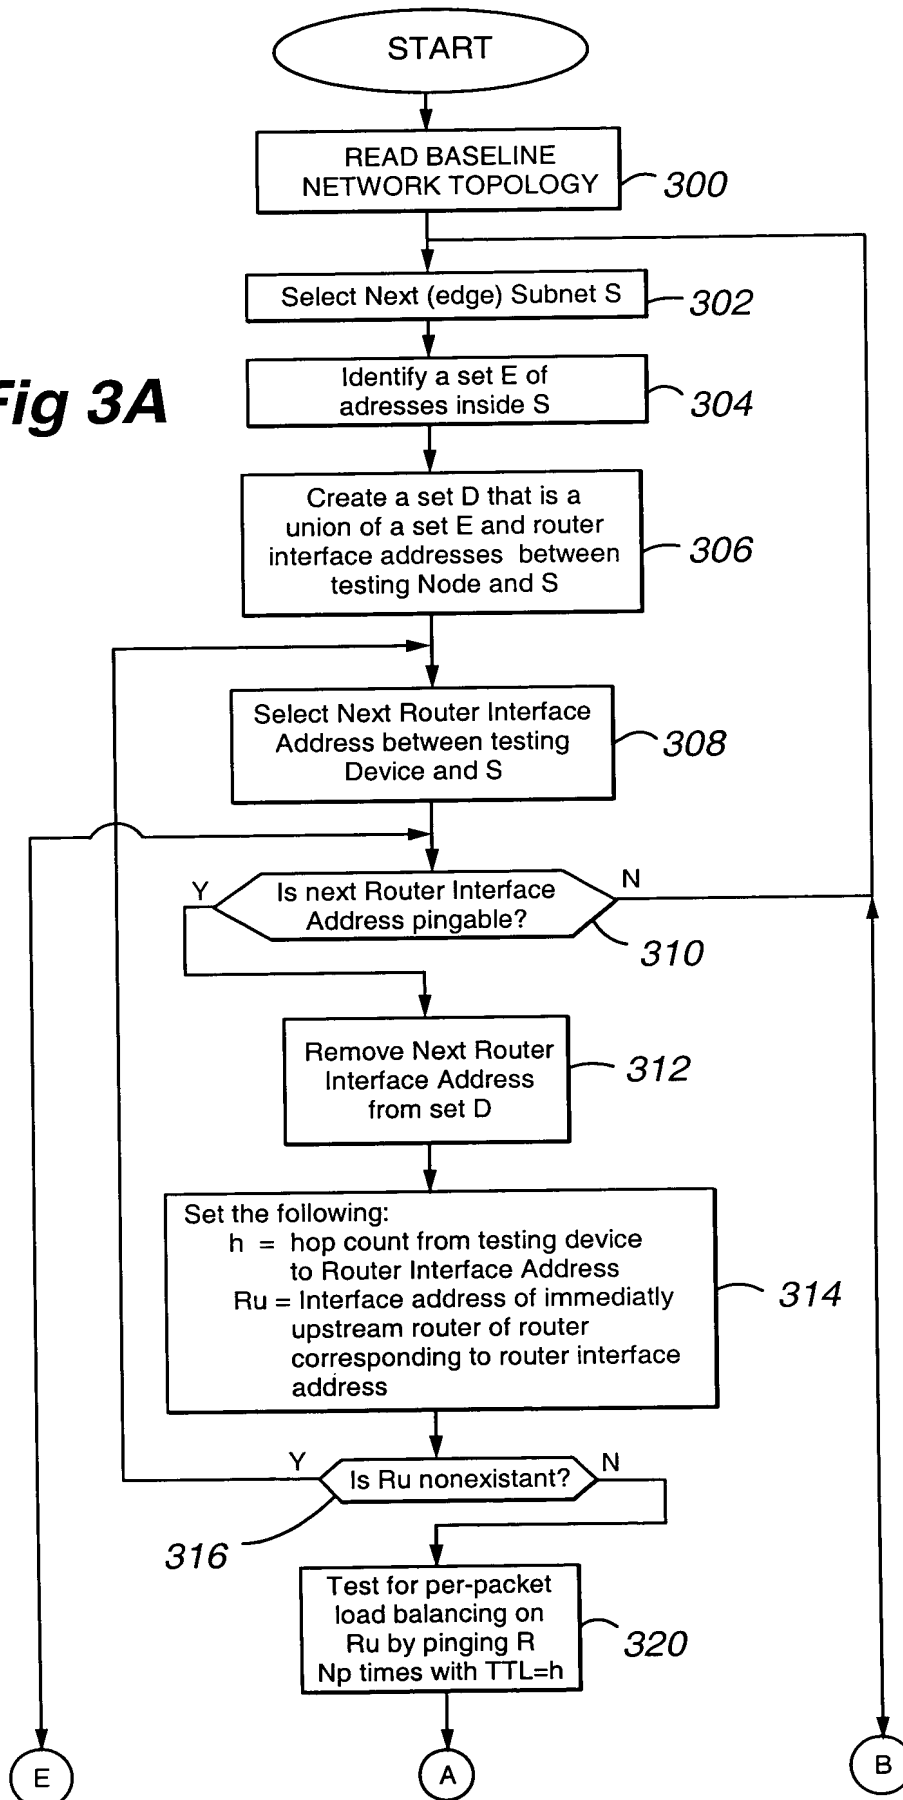 START
READ BASELINE
NETWORK TOPOLOGY
300
Select Next (edge) Subnet S
302
Fig 3A
Identify a set E of
adresses inside S
304
Create a set D that is a
union of a set E and router
interface addresses between
testing Node and S
306
Select Next Router Interface
Address between testing
Device and S
308
Y
Is next Router Interface
Address pingable?
N
310
Remove Next Router
Interface Address
from set D
312
Set the following:
h = hop count from testing device
to Router Interface Address
Ru = Interface address of immediatly
upstream router of router
corresponding to router interface
address
314
Y
Is Ru nonexistant?
N
316
Test for per-packet
load balancing on
Ru by pinging R
Np times with TTL=h
320
E
A
B